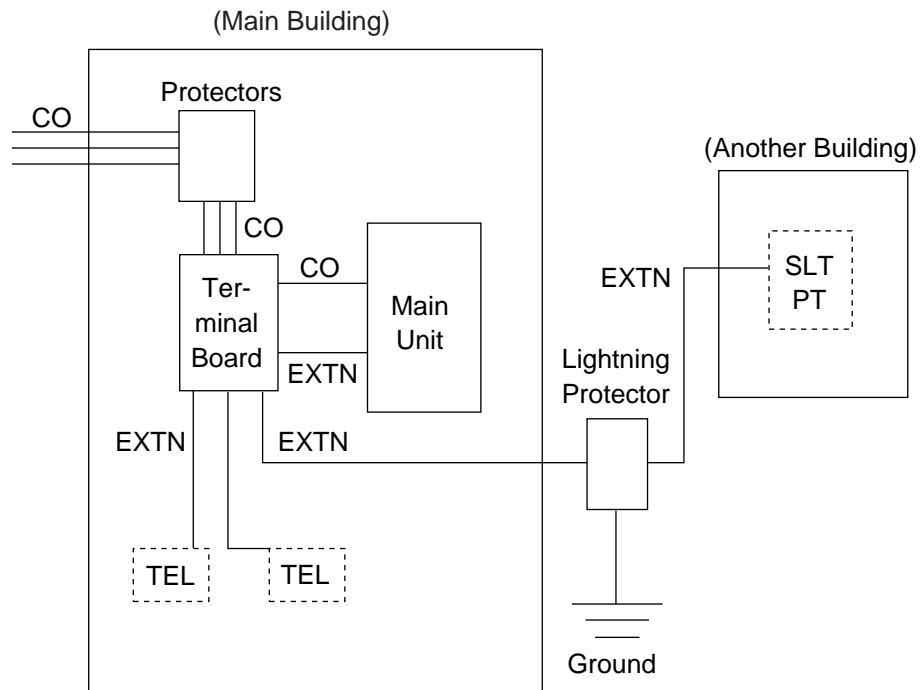 (Main Building)
Protectors
CO
(Another Building)
CO
CO
SLT
PT
EXTN
Ter-
minal
Board
Main
Unit
EXTN
Lightning
Protector
EXTN
EXTN
TEL
TEL
Ground